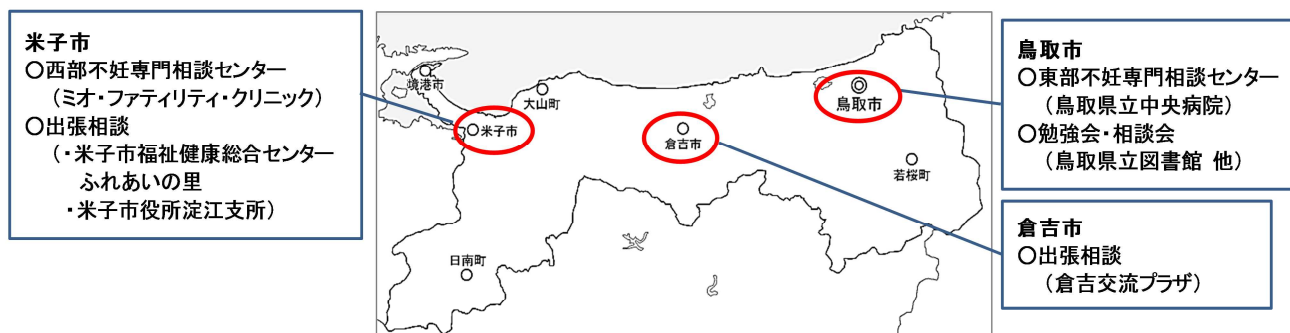 米子市
○西部不妊専門相談センター
(ミオ・ファティリティ・クリニック)
○出張相談
(・米子市福祉健康総合センター
ふれあいの里
・米子市役所淀江支所)
境港市
大山町
米子市
倉吉市
鳥取市
若桜町
日南町
鳥取市
○東部不妊専門相談センター
(鳥取県立中央病院)
○勉強会・相談会
(鳥取県立図書館 他)
倉吉市
○出張相談
(倉吉交流プラザ)